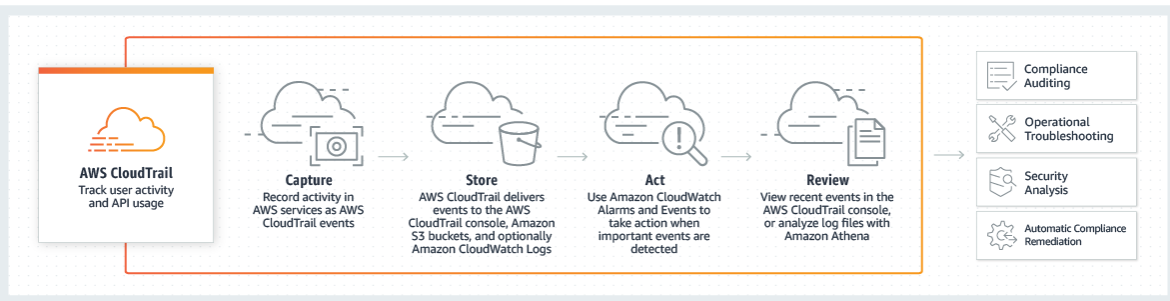 AWS CloudTrail
Track user activity
and API usage
Capture
Record activity in
AWS services as AWS
CloudTrail events
Store
AWS CloudTrail delivers
events to the AWS
CloudTrail console, Amazon
S3 buckets, and optionally
Amazon CloudWatch Logs
Act
Use Amazon CloudWatch
Alarms and Events to
take action when
important events are
detected
Review
View recent events in the
AWS CloudTrail console,
or analyze log files with
Amazon Athena
Compliance
Auditing
Operational
Troubleshooting
Security
Analysis
Automatic Compliance
Remediation